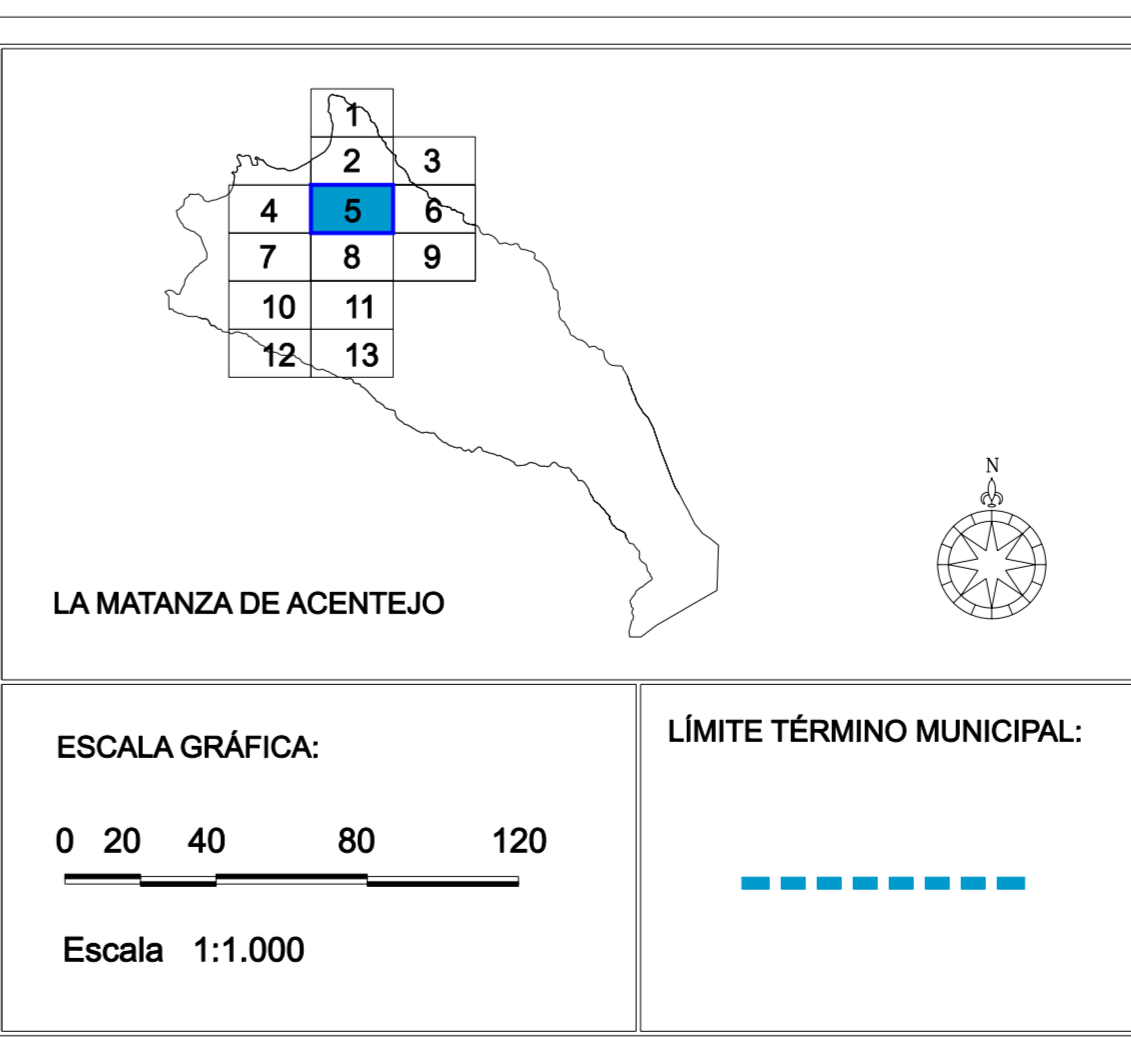 1
2 3
4 5 6
7 8 9
10 11
12 13
N
LA MATANZA DE ACENTEJO
ESCALA GRÁFICA:
0 20 40 80 120
Escala 1:1.000
LÍMITE TÉRMINO MUNICIPAL: